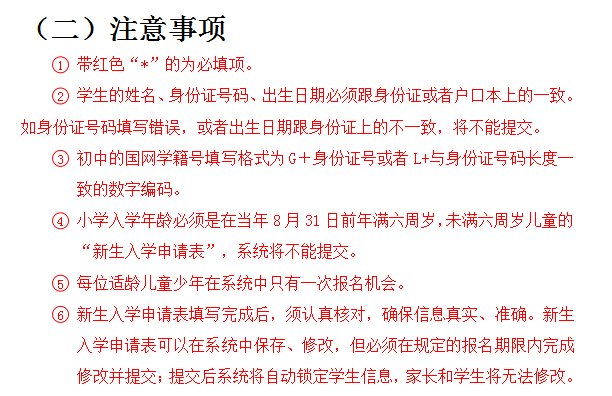 （二）注意事项
① 带红色“*”的为必填项。
② 学生的姓名、身份证号码、出生日期必须跟身份证或者户口本上的一致。
如身份证号码填写错误，或者出生日期跟身份证上的不一致，将不能提交。
③ 初中的国网学籍号填写格式为G＋身份证号或者L+与身份证号码长度一
致的数字编码。
④ 小学入学年龄必须是在当年8月31日前年满六周岁,未满六周岁儿童的
“新生入学申请表”，系统将不能提交。
⑤ 每位适龄儿童少年在系统中只有一次报名机会。
⑥ 新生入学申请表填写完成后，须认真核对，确保信息真实、准确。新生
入学申请表可以在系统中保存、修改，但必须在规定的报名期限内完成
修改并提交；提交后系统将自动锁定学生信息，家长和学生将无法修改。